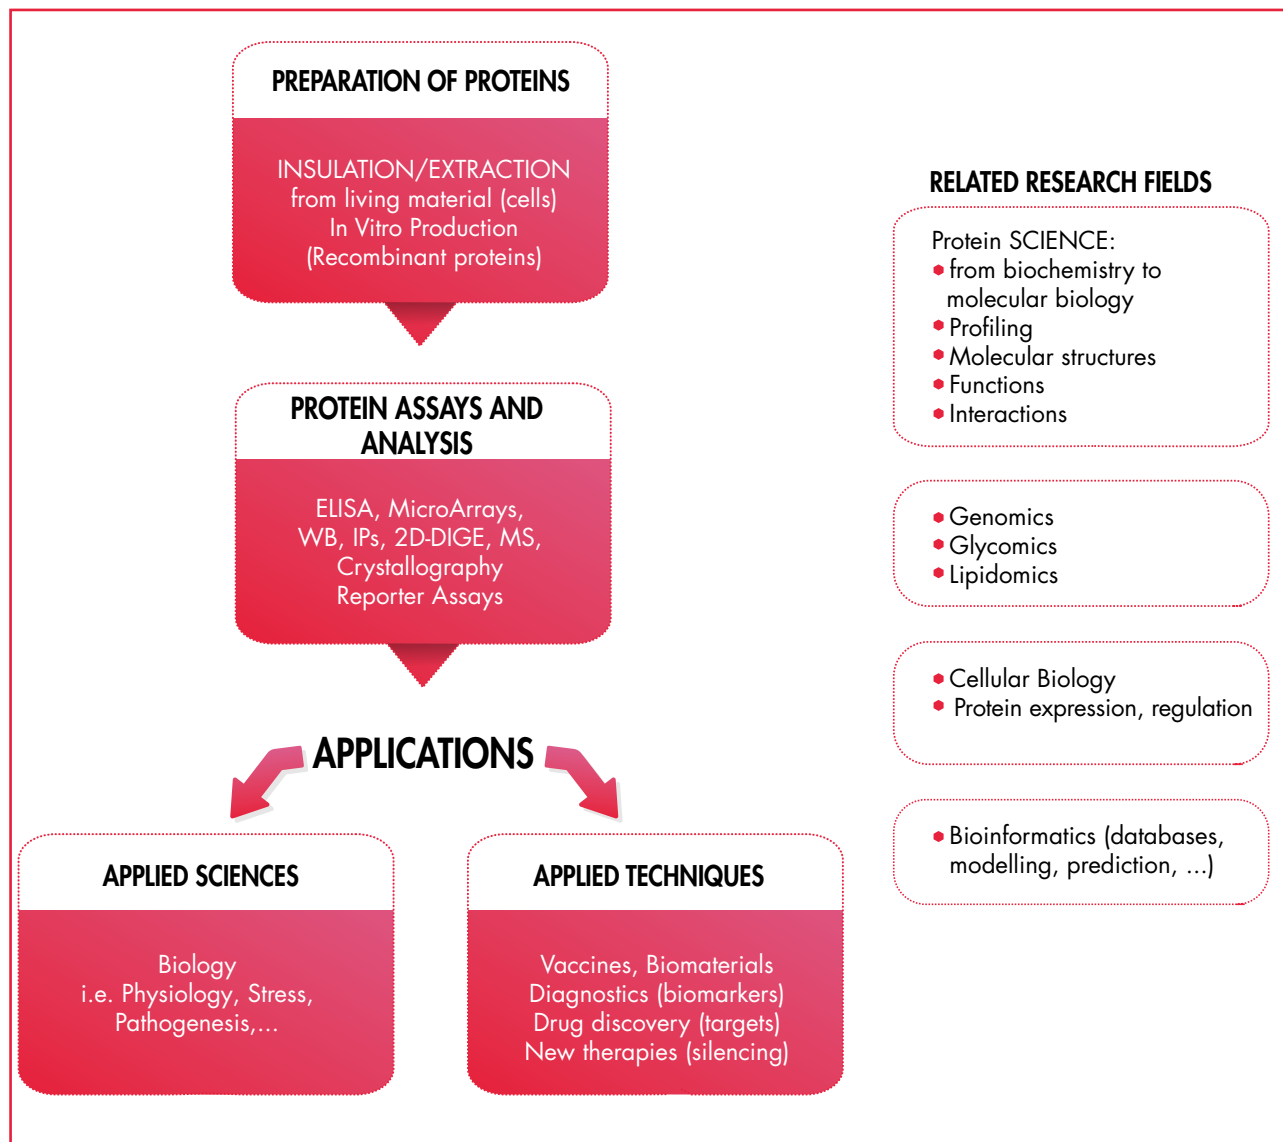 PREPARATION OF PROTEINS
INSULATION/EXTRACTION
from living material (cells)
In Vitro Production
(Recombinant proteins)
PROTEIN ASSAYS AND
ANALYSIS
ELISA, MicroArrays,
WB, IPs, 2D-DIGE, MS,
Crystallography
Reporter Assays
APPLICATIONS
APPLIED SCIENCES
Biology
i.e. Physiology, Stress,
Pathogenesis,...
APPLIED TECHNIQUES
Vaccines, Biomaterials
Diagnostics (biomarkers)
Drug discovery (targets)
New therapies (silencing)
RELATED RESEARCH FIELDS
Protein SCIENCE:
from biochemistry to
molecular biology
Profiling
Molecular structures
Functions
Interactions
Genomics
Glycomics
Lipidomics
Cellular Biology
Protein expression, regulation
Bioinformatics (databases,
modelling, prediction, ...)